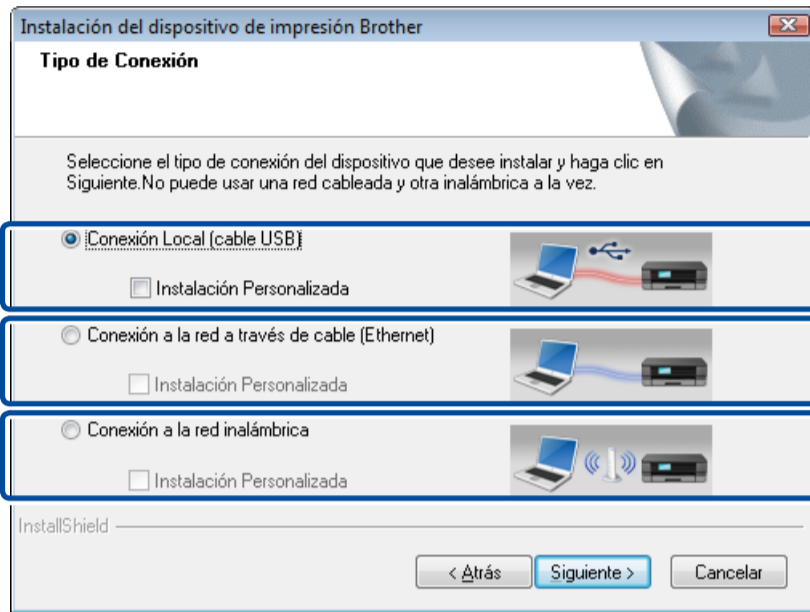 Instalación del dispositivo de impresión Brother
Tipo de Conexión
Seleccione el tipo de conexión del dispositivo que desee instalar y haga clic en
Siguiente.No puede usar una red cableada y otra inalámbrica a la vez.
Conexión Local (cable USB)
Instalación Personalizada
Conexión a la red a través de cable (Ethernet)
Instalación Personalizada
Conexión a la red inalámbrica
Instalación Personalizada
InstallShield
< Atrás Siguiente > Cancelar